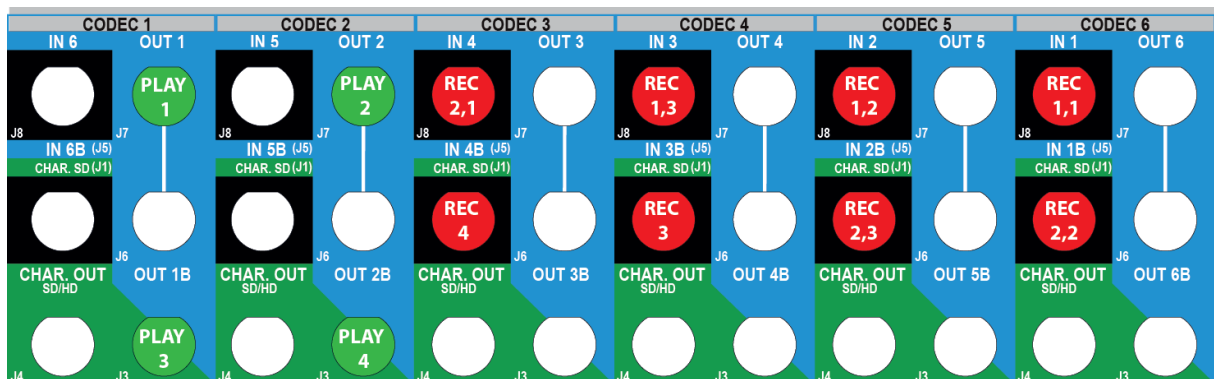 CODEC 1 CODEC 2 CODEC 3 CODEC 4 CODEC 5 CODEC 6
IN 6 OUT 1 IN 5 OUT 2 IN 4 OUT 3 IN 3 OUT 4 IN 2 OUT 5 IN 1 OUT 6
PLAY PLAY REC REC REC REC
1 2 2,1 1,3 1,2 1,1
J8 J7 J8 J7 J8 J7 J8 J7 J8 J7 J8 J7
IN 6B (J5) IN 5B (J5) IN 4B (J5) IN 3B (J5) IN 2B (J5) IN 1B (J5)
CHAR. SD (J1) CHAR. SD (J1) CHAR. SD (J1) CHAR. SD (J1) CHAR. SD (J1) CHAR. SD (J1)
REC REC REC REC
4 3 2,3 2,2
J6 J6 J6 J6 J6 J6
CHAR. OUT OUT 1B CHAR. OUT OUT 2B CHAR. OUT OUT 3B CHAR. OUT OUT 4B CHAR. OUT OUT 5B CHAR. OUT OUT 6B
SD/HD SD/HD SD/HD SD/HD SD/HD SD/HD
PLAY PLAY
3 4
J4 J3 J4 J3 J4 J3 J4 J3 J4 J3 J4 J3